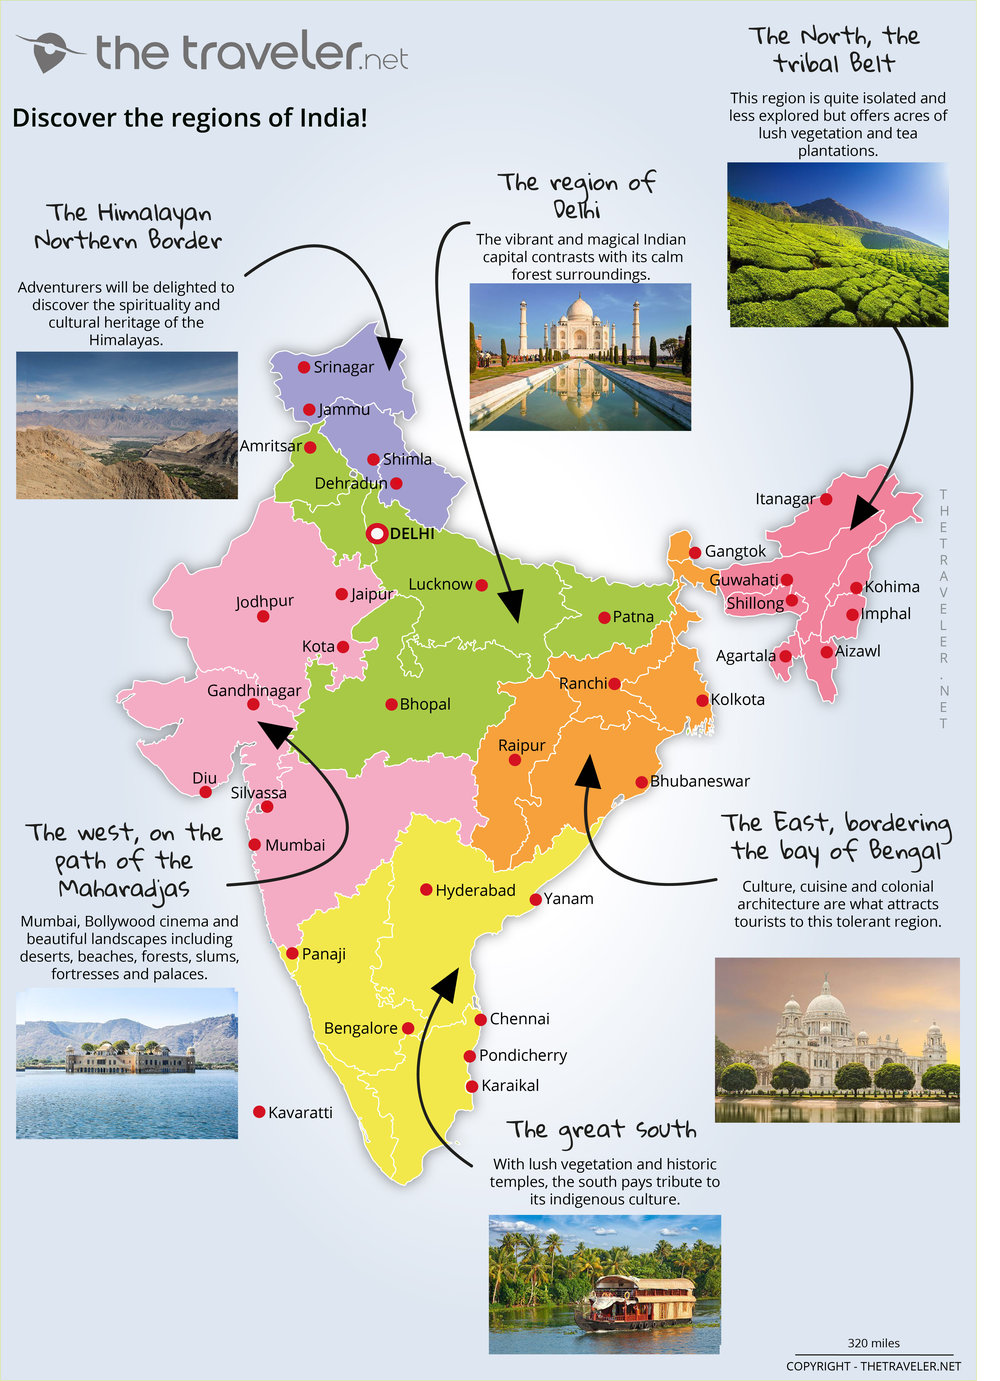 the traveler.net
Discover the regions of India!
The North, the
tribal Belt
This region is quite isolated and
less explored but offers acres of
lush vegetation and tea
plantations.
The region of
Delhi
The vibrant and magical Indian
capital contrasts with its calm
forest surroundings.
The Himalayan
Northern Border
Adventurers will be delighted to
discover the spirituality and
cultural heritage of the
Himalayas.
Srinagar
Jammu
Amritsar
Shimla
Dehradun
DELHI
Itanagar
Gangtok
Lucknow
Guwahati
Kohima
Jaipur
Jodhpur
Shillong
Patna
Imphal
Kota
Agartala
Aizawl
Ranchi
Gandhinagar
Bhopal
Kolkota
Raipur
Diu
Bhubaneswar
Silvassa
Mumbai
Hyderabad
Yanam
Panaji
Bengalore
Chennai
Pondicherry
Karaikal
Kavaratti
THETRAVELER.NET
The west, on the
path of the
Maharadjas
Mumbai, Bollywood cinema and
beautiful landscapes including
deserts, beaches, forests, slums,
fortresses and palaces.
The East, bordering
the bay of Bengal
Culture, cuisine and colonial
architecture are what attracts
tourists to this tolerant region.
The great south
With lush vegetation and historic
temples, the south pays tribute to
its indigenous culture.
320 miles
COPYRIGHT - THETRAVELER.NET